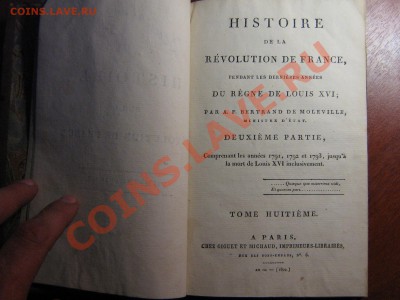 COINS.LAVE.RU
HISTOIRE
DE LA
RÉVOLUTION DE FRANCE,
PENDANT LES DERNIÈRES ANNÉES
DU RÈGNE DE LOUIS XVI;
PAR A. F. BERTRAND DE MOLEVILLE,
MINISTRE D'ÉTAT.
DEUXIÈME PARTIE,
Comprenant les années 1791, 1792 et 1793, jusqu'à
la mort de Louis XVI inclusivement.
TOME HUITIÈME.
A PARIS,
CHEZ GIGUET ET MICHAUD, IMPRIMEURS-LIBRAIRES,
COINS.LAVE.RU